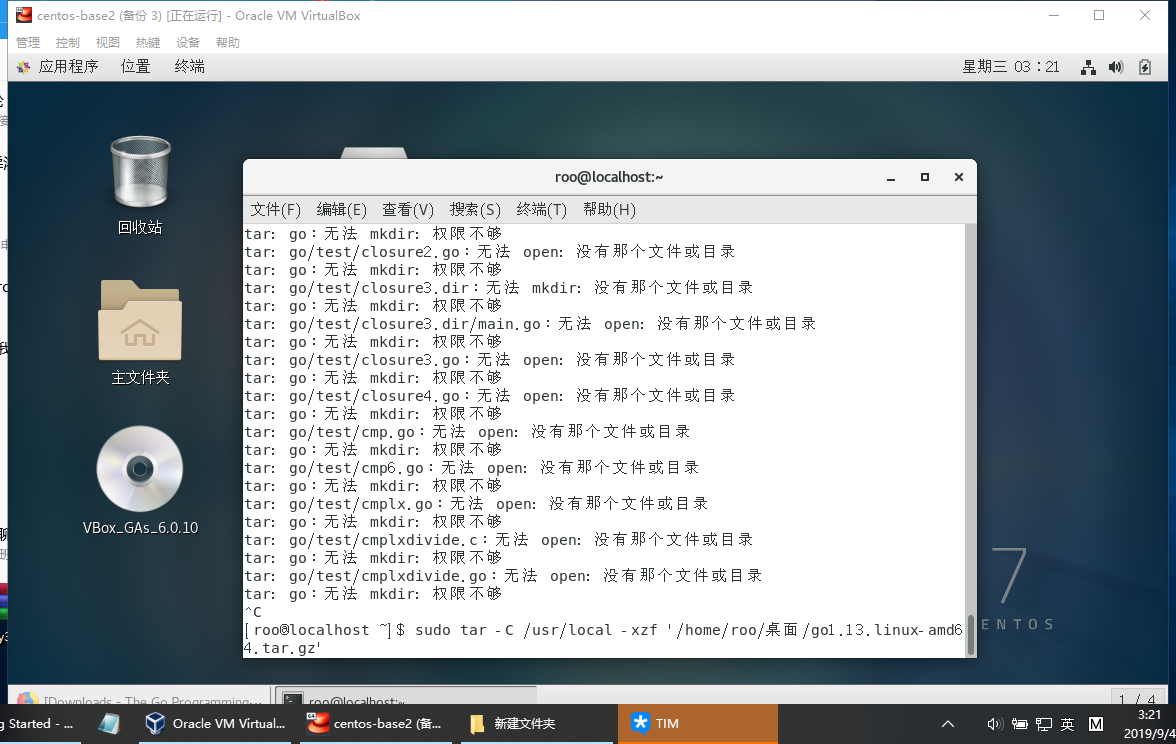 centos-base2 (备份 3) [正在运行] - Oracle VM VirtualBox
管理 控制 视图 热键 设备 帮助
应用程序 位置 终端 星期三 03：21
回收站
主文件夹
VBox_GAs_6.0.10
roo@localhost:~
文件(F) 编辑(E) 查看(V) 搜索(S) 终端(T) 帮助(H)
tar: go：无法 mkdir: 权限不够
tar: go/test/closure2.go：无法 open: 没有那个文件或目录
tar: go：无法 mkdir: 权限不够
tar: go/test/closure3.dir：无法 mkdir: 没有那个文件或目录
tar: go：无法 mkdir: 权限不够
tar: go/test/closure3.dir/main.go：无法 open: 没有那个文件或目录
tar: go：无法 mkdir: 权限不够
tar: go/test/closure3.go：无法 open: 没有那个文件或目录
tar: go：无法 mkdir: 权限不够
tar: go/test/closure4.go：无法 open: 没有那个文件或目录
tar: go：无法 mkdir: 权限不够
tar: go/test/cmp.go：无法 open: 没有那个文件或目录
tar: go：无法 mkdir: 权限不够
tar: go/test/cmp6.go：无法 open: 没有那个文件或目录
tar: go：无法 mkdir: 权限不够
tar: go/test/cmplx.go：无法 open: 没有那个文件或目录
tar: go：无法 mkdir: 权限不够
tar: go/test/cmplxdivide.c：无法 open: 没有那个文件或目录
tar: go：无法 mkdir: 权限不够
tar: go/test/cmplxdivide.go：无法 open: 没有那个文件或目录
tar: go：无法 mkdir: 权限不够
^C
[roo@localhost ~]$ sudo tar -C /usr/local -xzf '/home/roo/桌面/go1.13.linux-amd6
4.tar.gz'
7
ENTOS
[Downloads - The Go Programming... roo@localhost:~ 1 / 4
g Started - ... Oracle VM Virtual... centos-base2 (备... 新建文件夹 TIM 英 M 3:21
2019/9/4